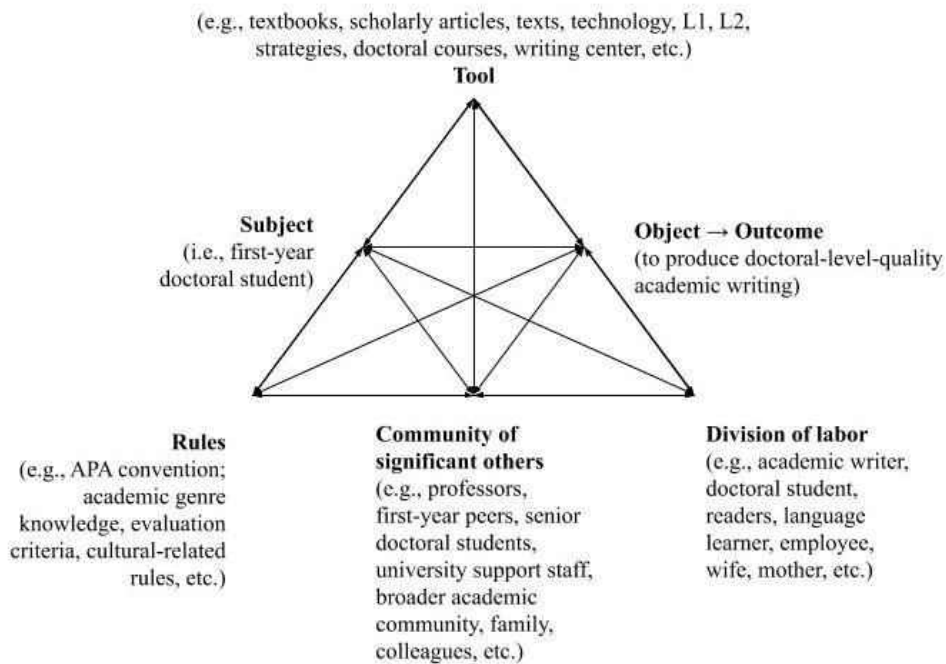 (e.g., textbooks, scholarly articles, texts, technology, L1, L2,
strategies, doctoral courses, writing center, etc.)
Tool
Subject
(i.e., first-year
doctoral student)
Object → Outcome
(to produce doctoral-level-quality
academic writing)
Rules
(e.g., APA convention;
academic genre
knowledge, evaluation
criteria, cultural-related
rules, etc.)
Community of
significant others
(e.g., professors,
first-year peers, senior
doctoral students,
university support staff,
broader academic
community, family,
colleagues, etc.)
Division of labor
(e.g., academic writer,
doctoral student,
readers, language
learner, employee,
wife, mother, etc.)